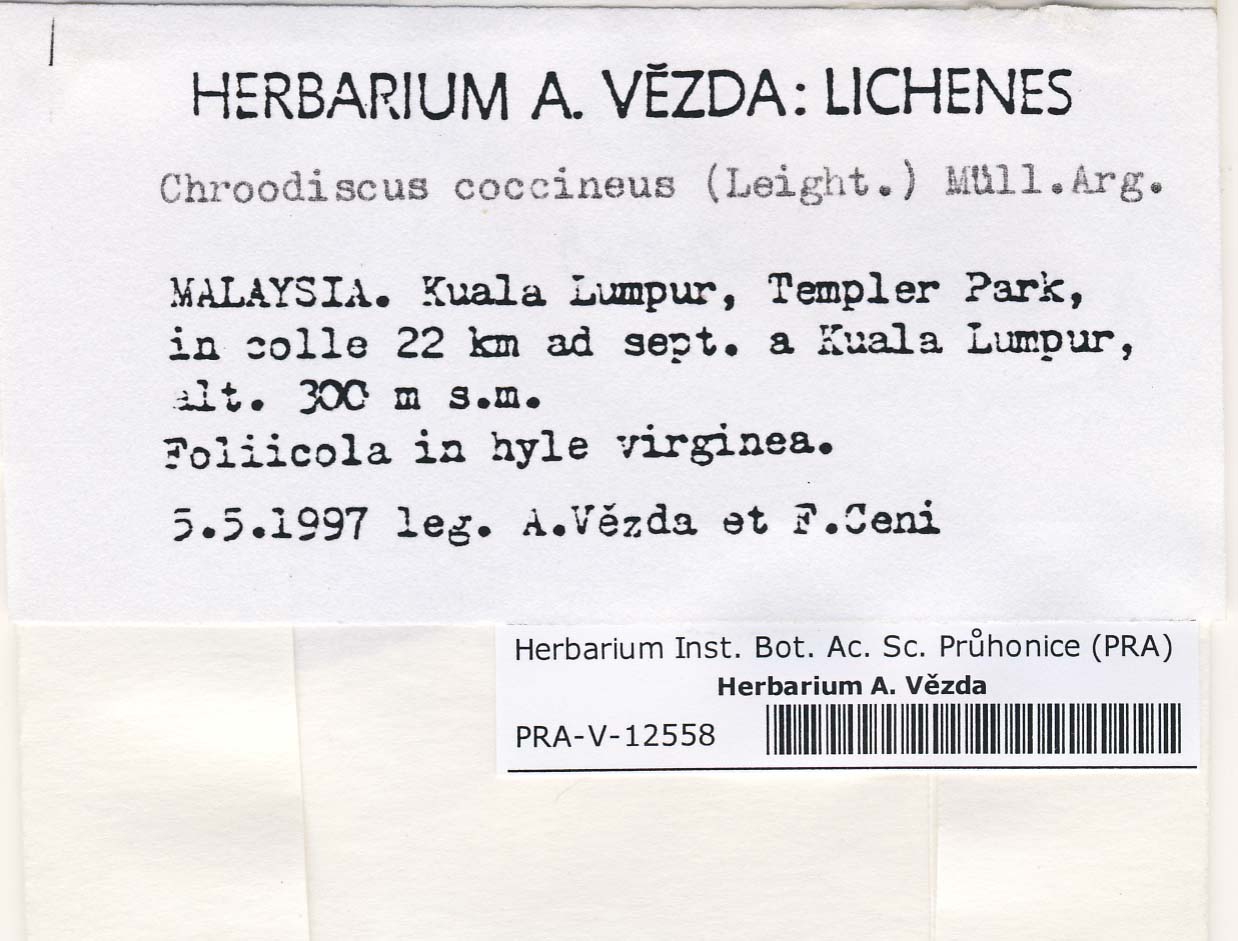 HERBARIUM A. VĚZDA: LICHENES
Chroodiscus coccineus (Leight.) Müll.Arg.
MALAYSIA. Kuala Lumpur, Templer Park,
in colle 22 km ad sept. a Kuala Lumpur,
alt. 300 m s.m.
Foliicola in hyle virginea.
5.5.1997 leg. A.Vězda et F.Ceni
Herbarium Inst. Bot. Ac. Sc. Průhonice (PRA)
Herbarium A. Vězda
PRA-V-12558